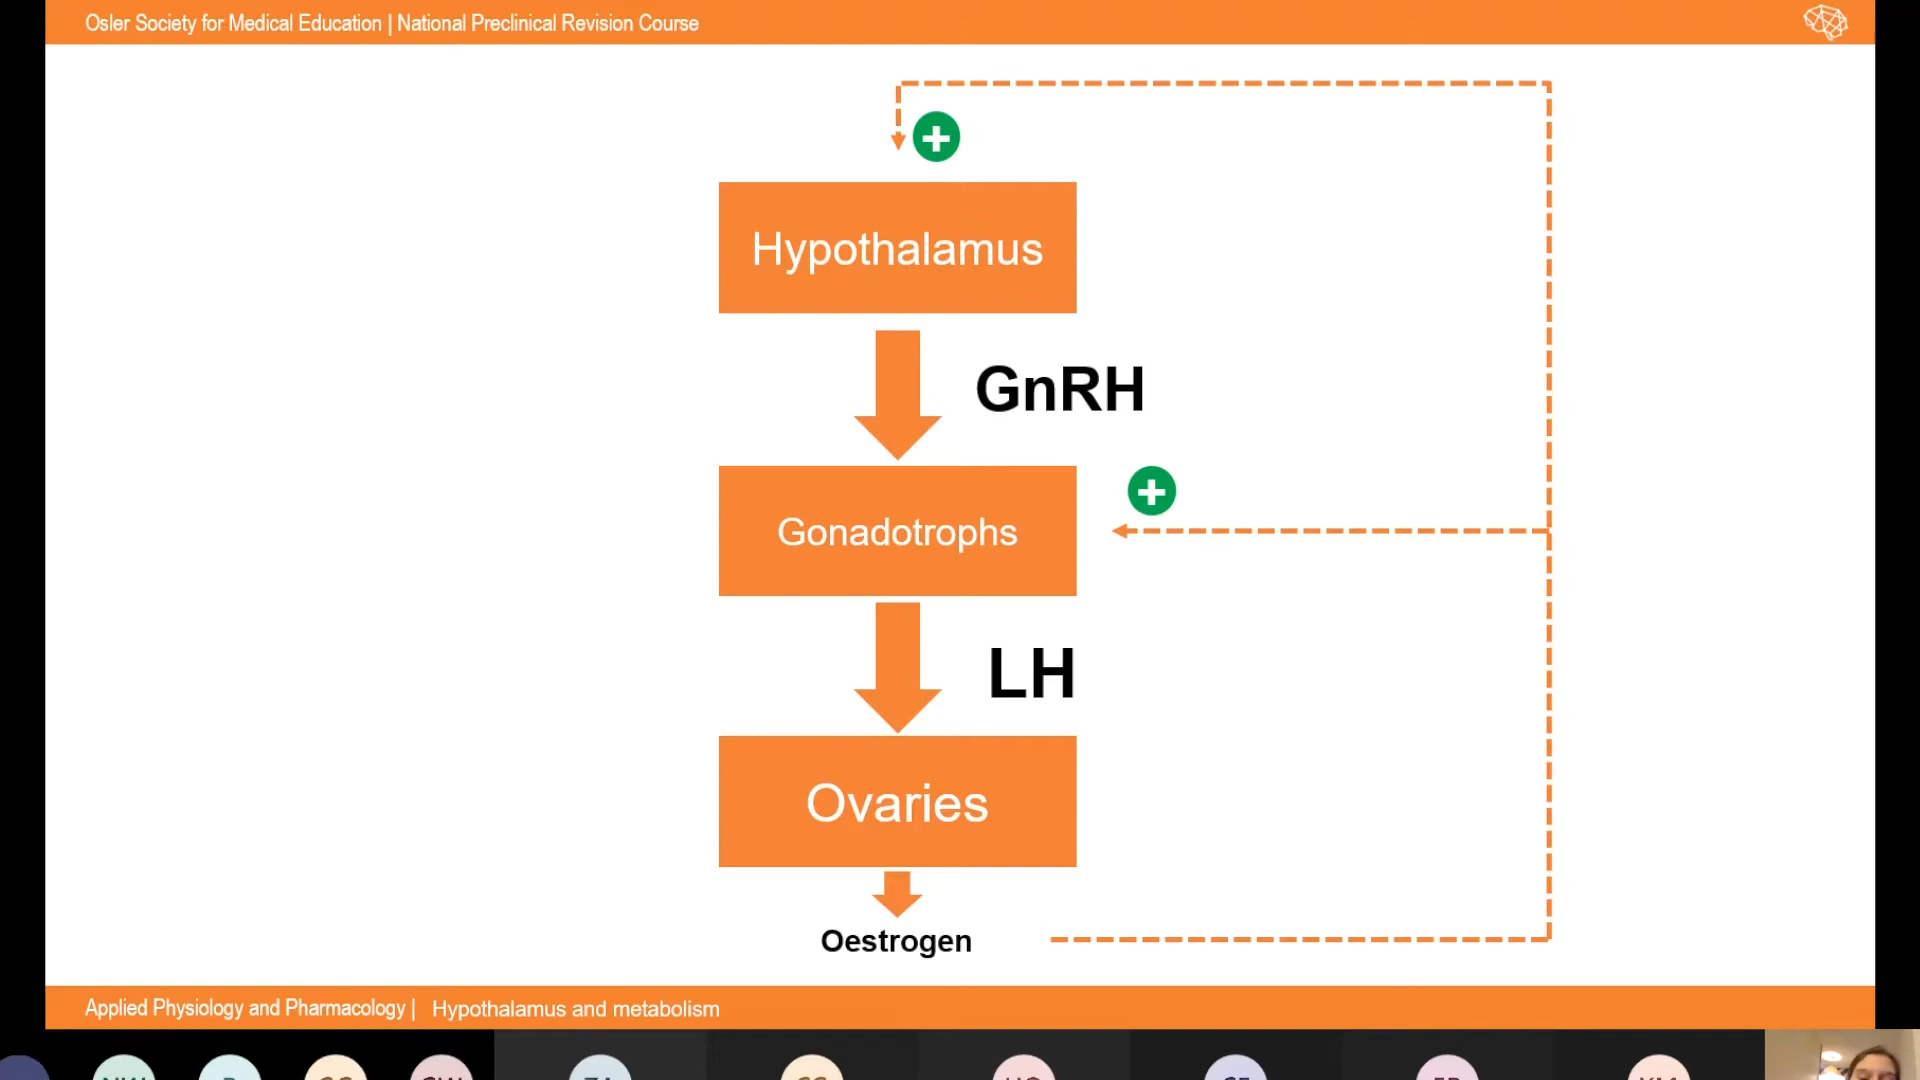 Osler Society for Medical Education | National Preclinical Revision Course
Hypothalamus
GnRH
Gonadotrophs
LH
Ovaries
Oestrogen
Applied Physiology and Pharmacology | Hypothalamus and metabolism